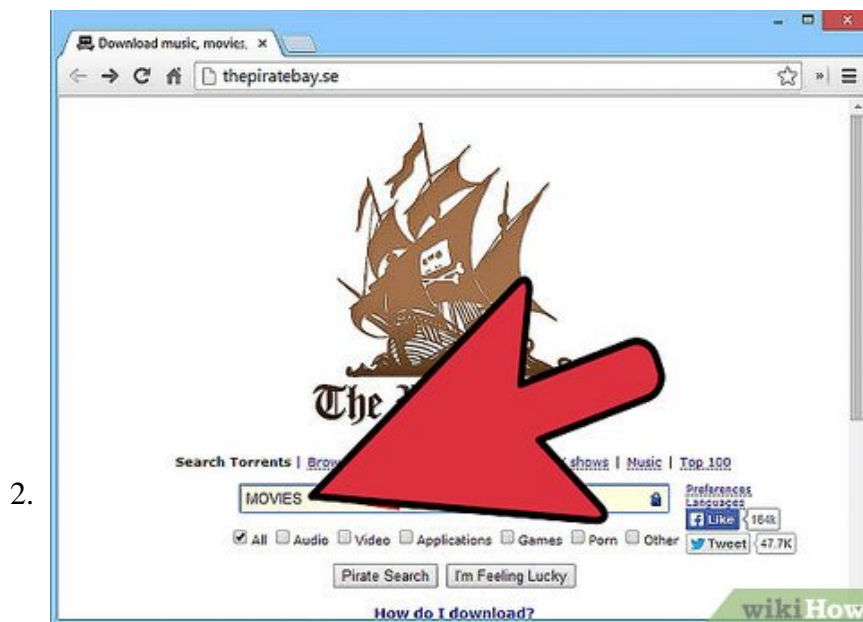 Download music, movies,
thepiratebay.se
The
Search Torrents | Brow shows | Music | Top 100
2.
MOVIES
Preferences
Languages
Like 164k
All Audio Video Applications Games Porn Other
Tweet 47.7K
Pirate Search I'm Feeling Lucky
How do I download?
wikiHow